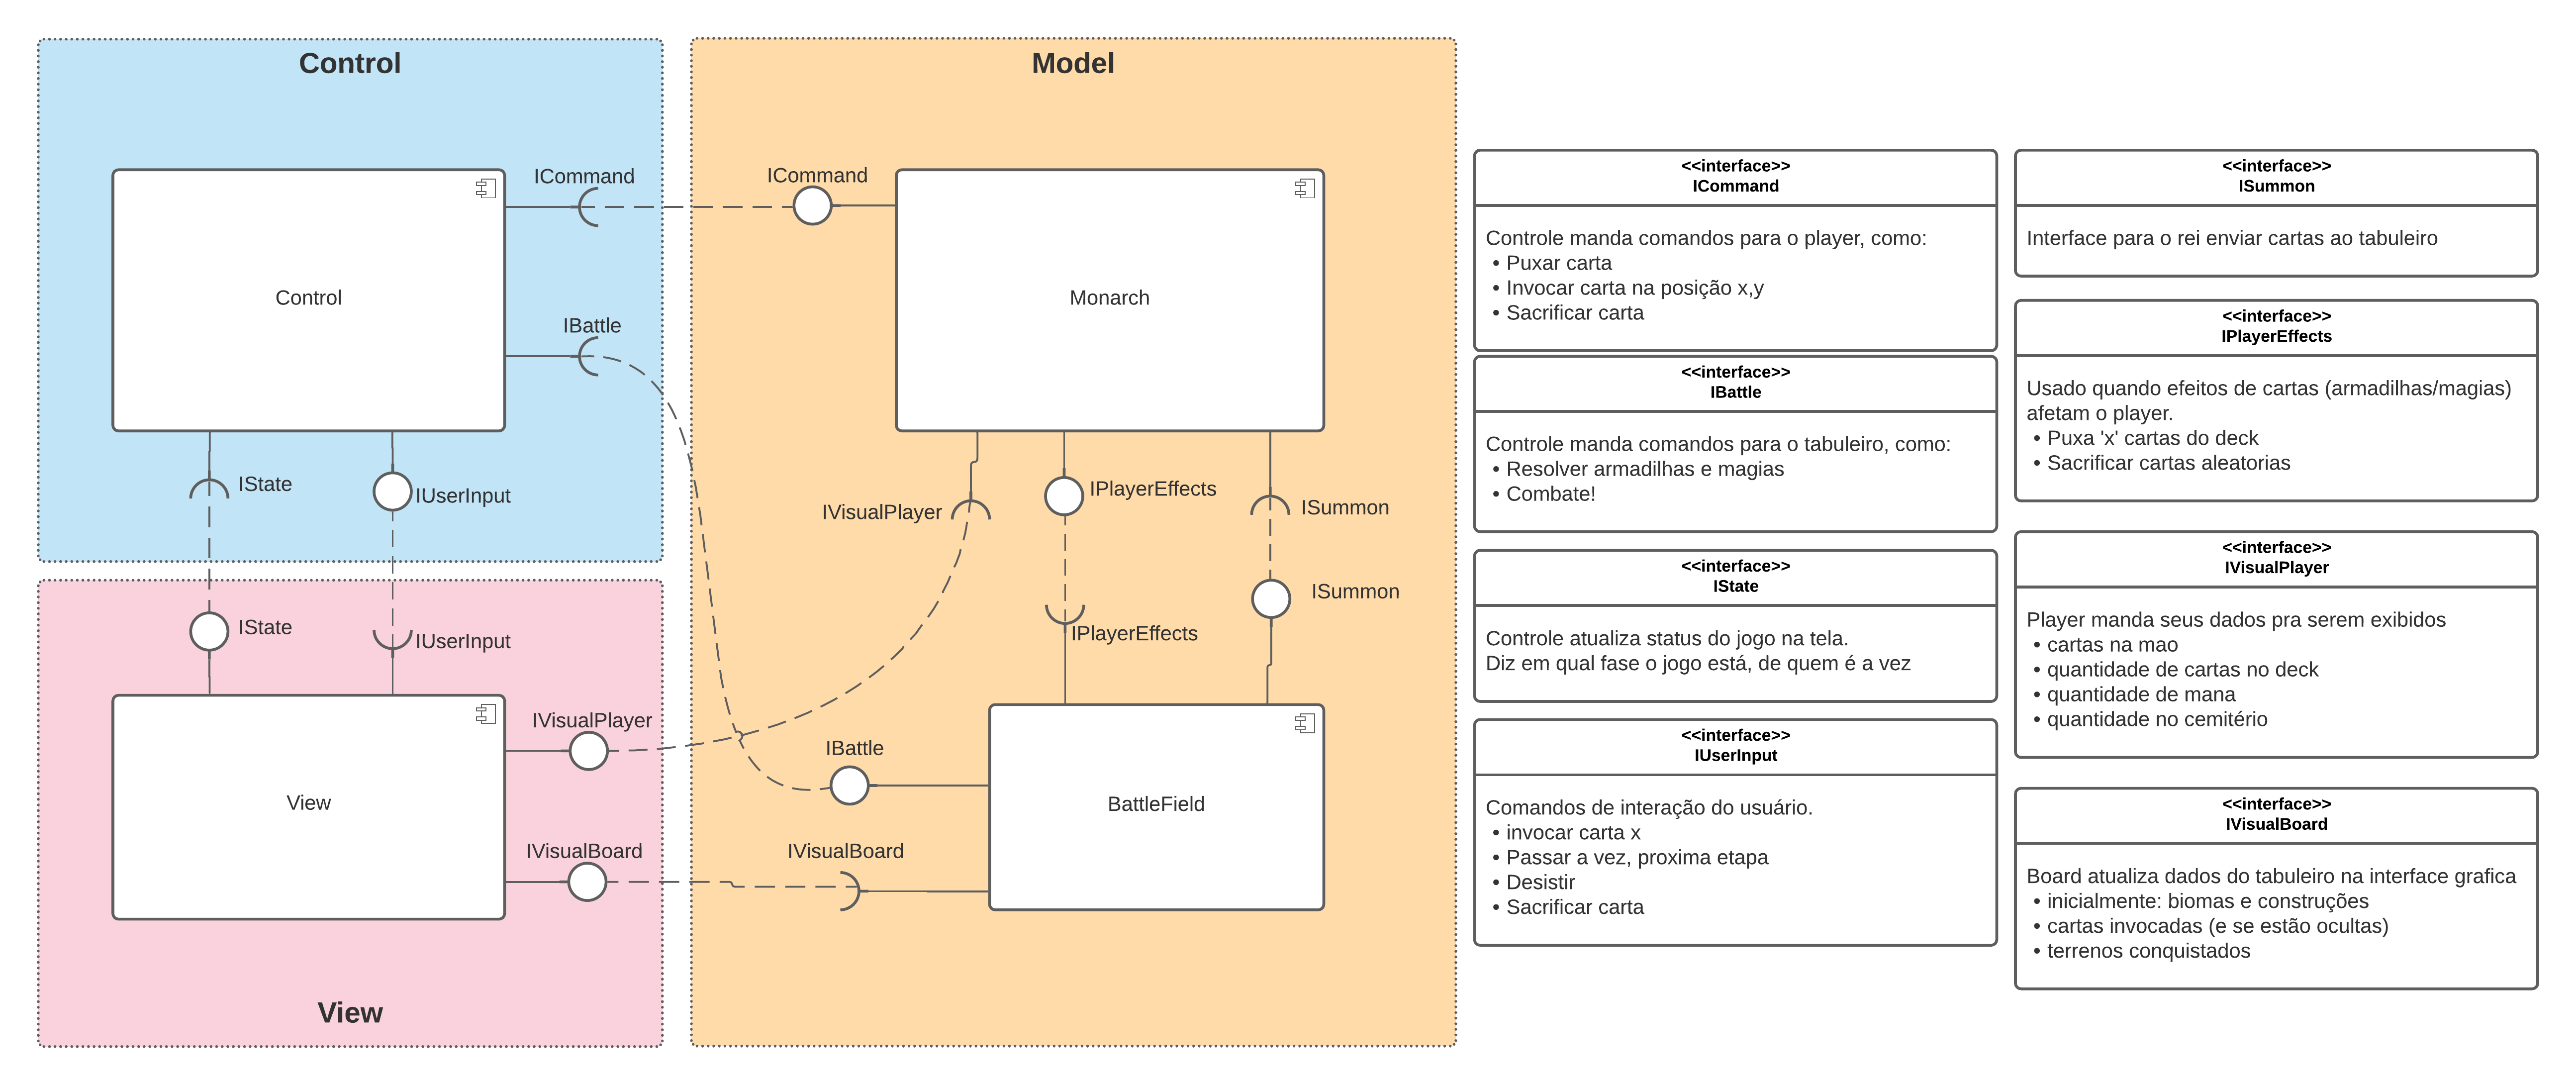 Control
ICommand
Control
IBattle
IState
IUserInput
IState
IUserInput
View
IVisualPlayer
IVisualBoard
View
Model
ICommand
Monarch
IVisualPlayer
IPlayerEffects
ISummon
ISummon
IPlayerEffects
IBattle
BattleField
IVisualBoard
<<interface>>
ICommand
Controle manda comandos para o player, como:
• Puxar carta
• Invocar carta na posição x,y
• Sacrificar carta
<<interface>>
IBattle
Controle manda comandos para o tabuleiro, como:
• Resolver armadilhas e magias
• Combate!
<<interface>>
IState
Controle atualiza status do jogo na tela.
Diz em qual fase o jogo está, de quem é a vez
<<interface>>
IUserInput
Comandos de interação do usuário.
• invocar carta x
• Passar a vez, proxima etapa
• Desistir
• Sacrificar carta
<<interface>>
ISummon
Interface para o rei enviar cartas ao tabuleiro
<<interface>>
IPlayerEffects
Usado quando efeitos de cartas (armadilhas/magias)
afetam o player.
• Puxa 'x' cartas do deck
• Sacrificar cartas aleatorias
<<interface>>
IVisualPlayer
Player manda seus dados pra serem exibidos
• cartas na mao
• quantidade de cartas no deck
• quantidade de mana
• quantidade no cemitério
<<interface>>
IVisualBoard
Board atualiza dados do tabuleiro na interface grafica
• inicialmente: biomas e construções
• cartas invocadas (e se estão ocultas)
• terrenos conquistados